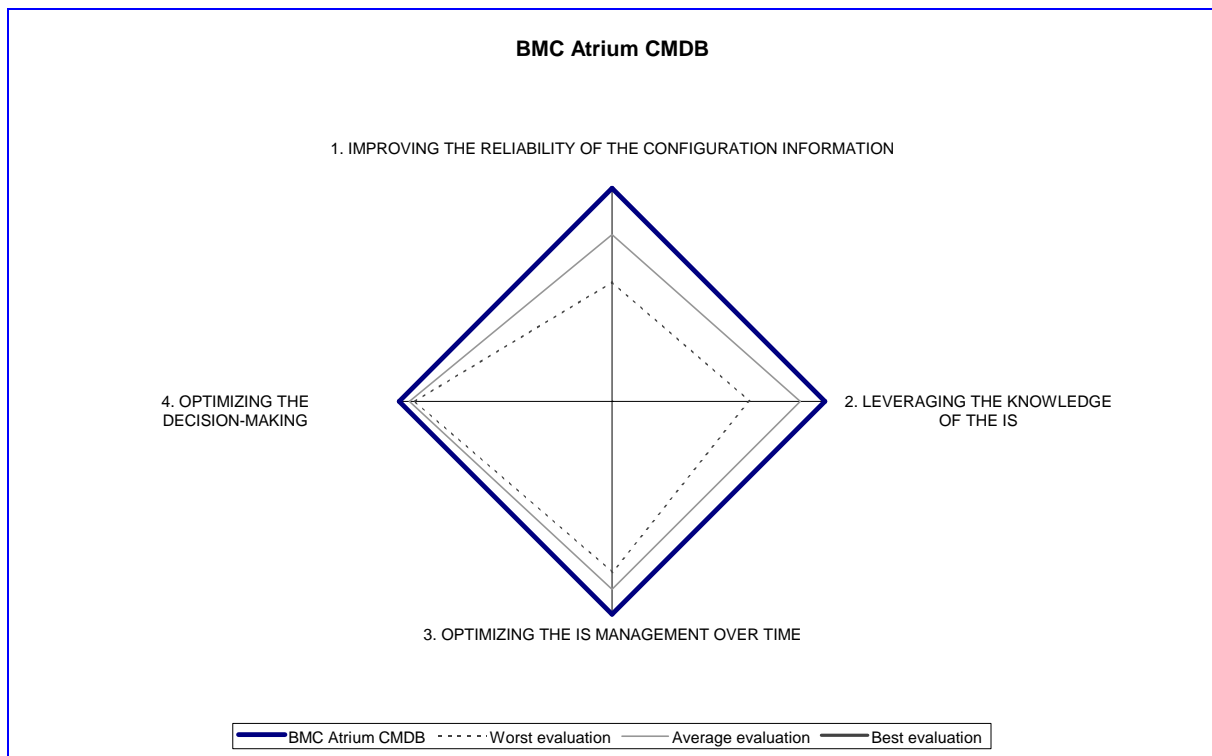 BMC Atrium CMDB
1. IMPROVING THE RELIABILITY OF THE CONFIGURATION INFORMATION
4. OPTIMIZING THE
DECISION-MAKING
2. LEVERAGING THE KNOWLEDGE
OF THE IS
3. OPTIMIZING THE IS MANAGEMENT OVER TIME
BMC Atrium CMDB Worst evaluation Average evaluation Best evaluation